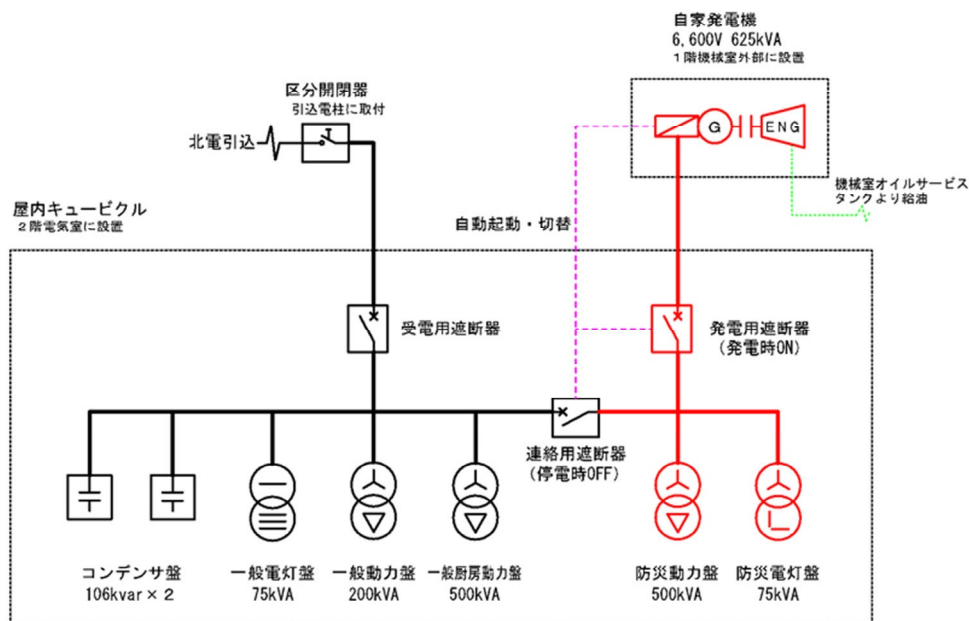 自家発電機
6,600V 625kVA
1階機械室外部に設置
区分開閉器
引込電柱に取付
北電引込
G
ENG
機械室オイルサービス
タンクより給油
屋内キュービクル
2階電気室に設置
自動起動・切替
受電用遮断器
発電用遮断器
(発電時ON)
連絡用遮断器
(停電時OFF)
コンデンサ盤
106kvar×2
一般電灯盤
75kVA
一般動力盤
200kVA
一般厨房動力盤
500kVA
防災動力盤
500kVA
防災電灯盤
75kVA